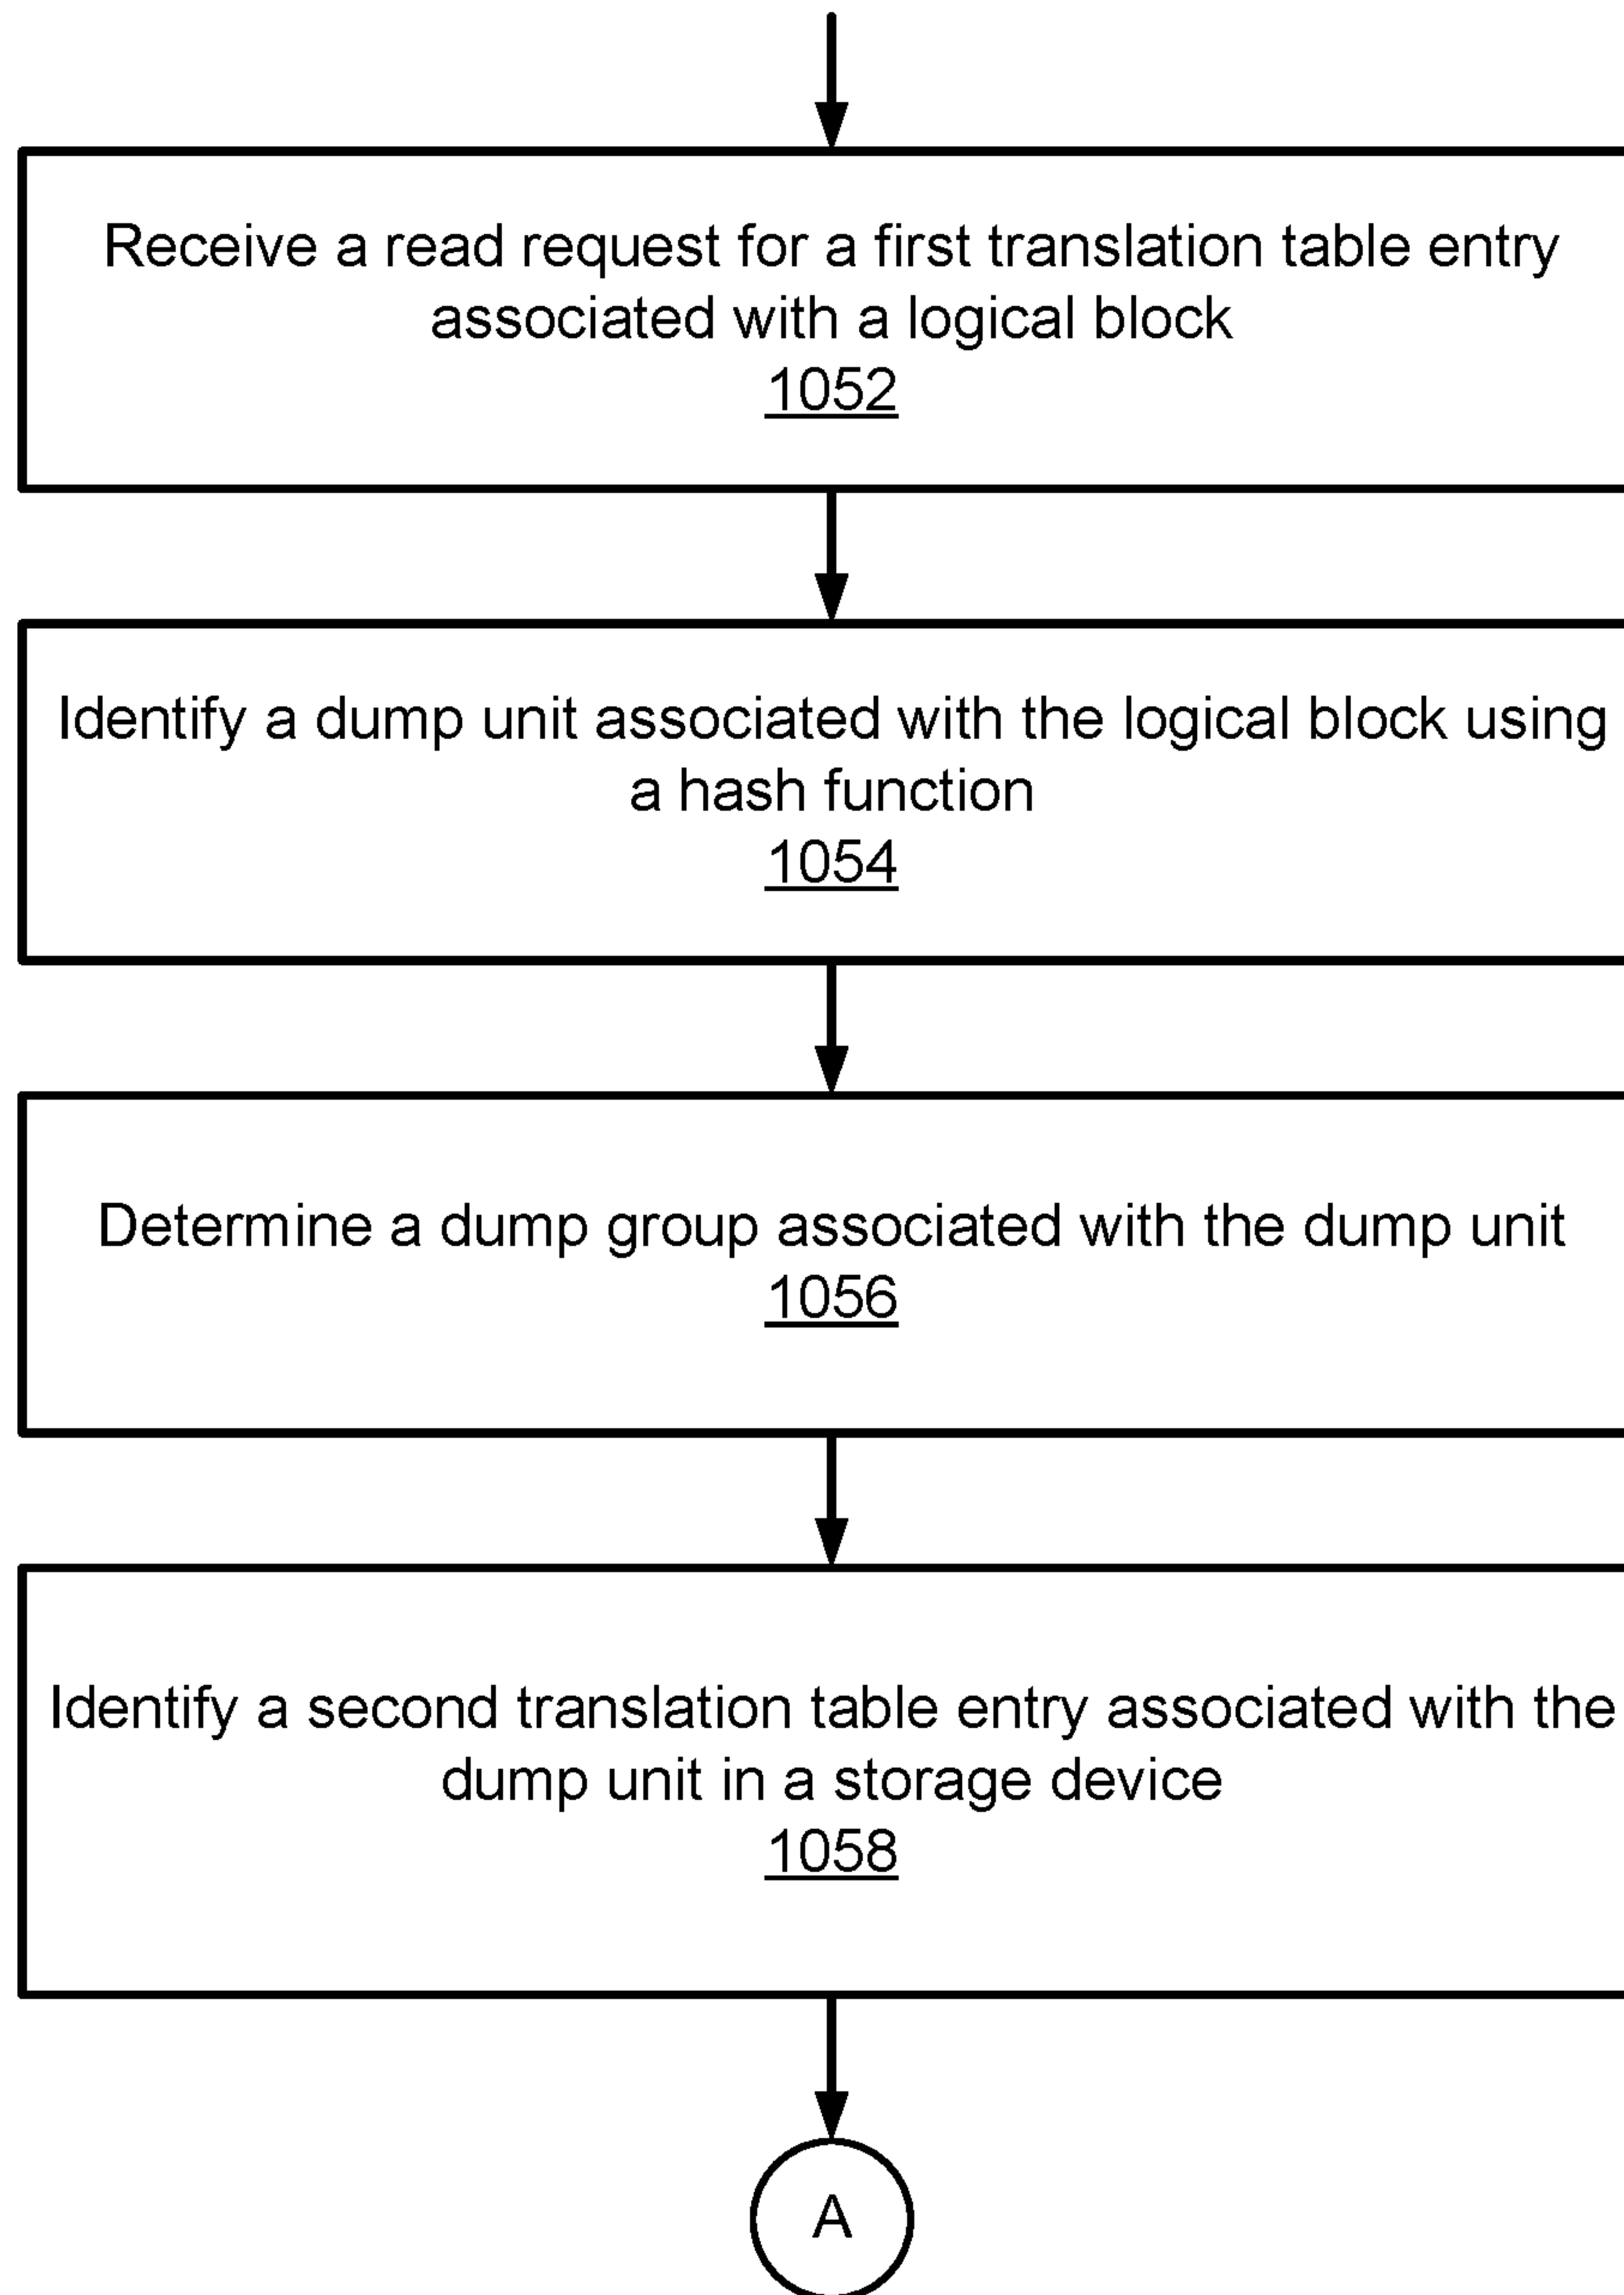 Receive a read request for a first translation table entry
associated with a logical block
1052
Identify a dump unit associated with the logical block using
a hash function
1054
Determine a dump group associated with the dump unit
1056
Identify a second translation table entry associated with the
dump unit in a storage device
1058
A